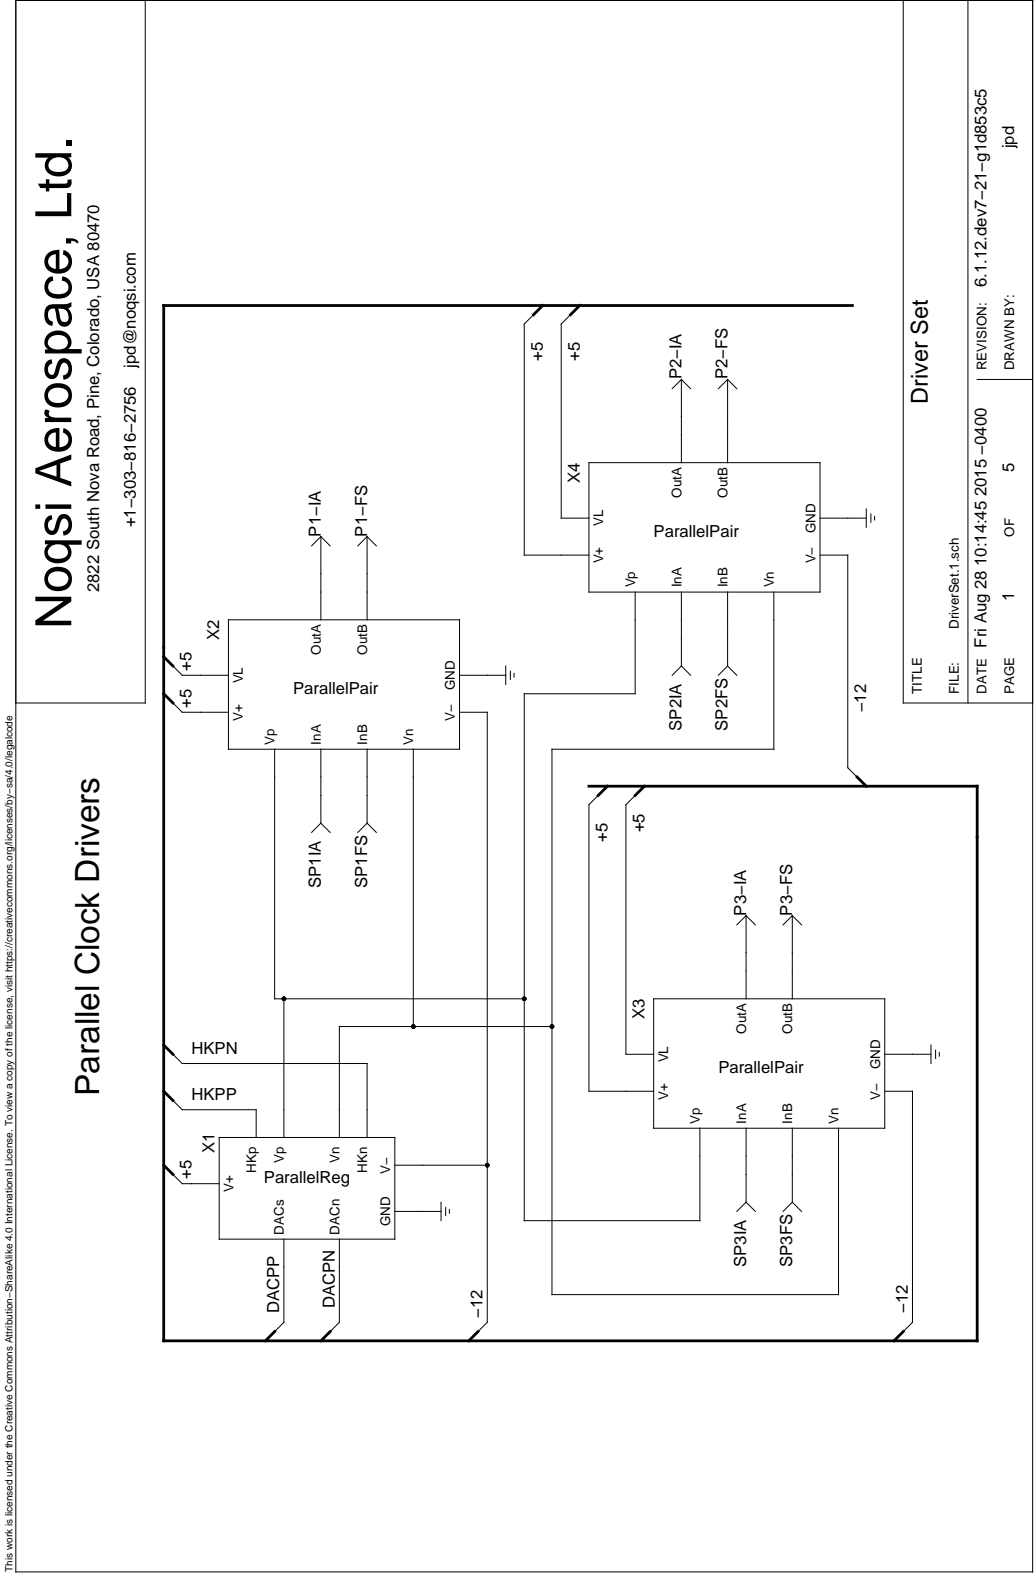 This work is licensed under the Creative Commons Attribution−ShareAlike 4.0 International License. To view a copy of the license, visit https://creativecommons.org/licenses/by−sa/4.0/legalcode
Parallel Clock Drivers
Noqsi Aerospace, Ltd.
2822 South Nova Road, Pine, Colorado, USA 80470
+1−303−816−2756 jpd@noqsi.com
+5
HKPP
HKPN
X1
V+
HKp
Vp
Vn
HKn
ParallelReg
DACs
DACn
GND
V−
DACPP
DACPN
−12
+5
+5
X2
V+
VL
Vp
InA
InB
Vn
ParallelPair
OutA
OutB
V−
GND
SP1IA
SP1FS
P1−IA
P1−FS
+5
+5
X3
V+
VL
Vp
InA
InB
Vn
ParallelPair
OutA
OutB
V−
GND
SP3IA
SP3FS
P3−IA
P3−FS
−12
+5
+5
X4
V+
VL
Vp
InA
InB
Vn
ParallelPair
OutA
OutB
V−
GND
SP2IA
SP2FS
P2−IA
P2−FS
−12
TITLE
Driver Set
FILE: DriverSet.1.sch
DATE Fri Aug 28 10:14:45 2015 −0400
REVISION: 6.1.12.dev7−21−g1d853c5
PAGE 1 OF 5
DRAWN BY: jpd